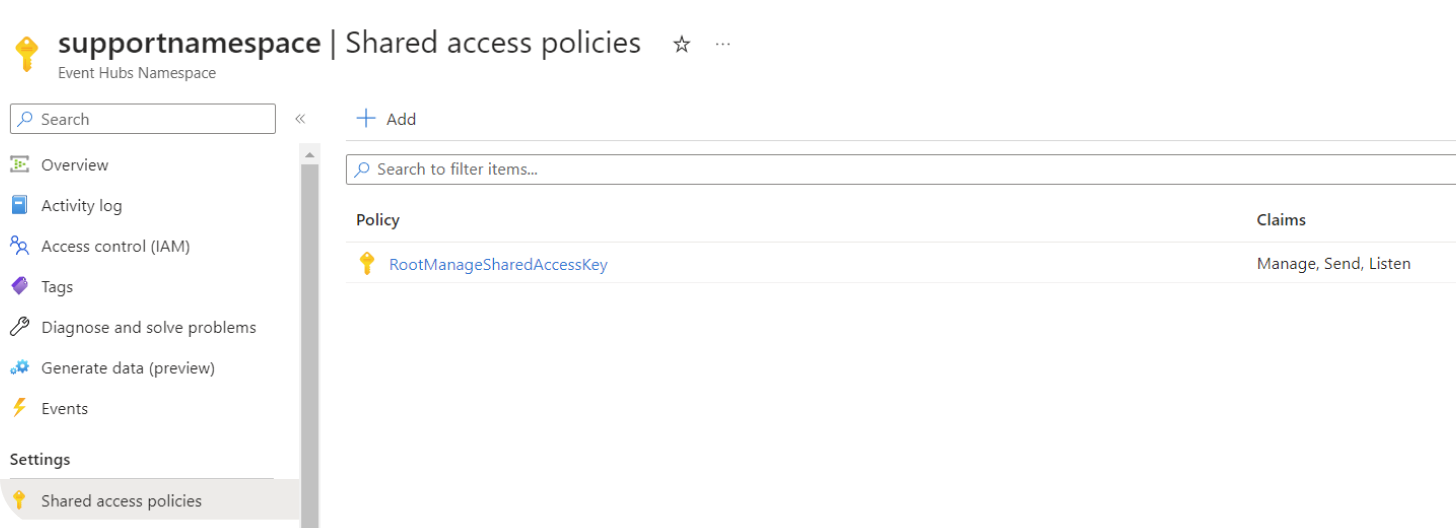 supportnamespace | Shared access policies ☆ ...
Event Hubs Namespace
Search «
Overview
Activity log
Access control (IAM)
Tags
Diagnose and solve problems
Generate data (preview)
Events
Settings
Shared access policies
+ Add
Search to filter items...
Policy Claims
RootManageSharedAccessKey Manage, Send, Listen